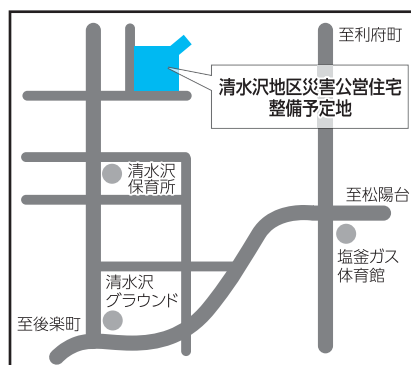 至利府町
清水沢地区災害公営住宅
整備予定地
清水沢
保育所
至松陽台
塩釜ガス
体育館
清水沢
グラウンド
至後楽町